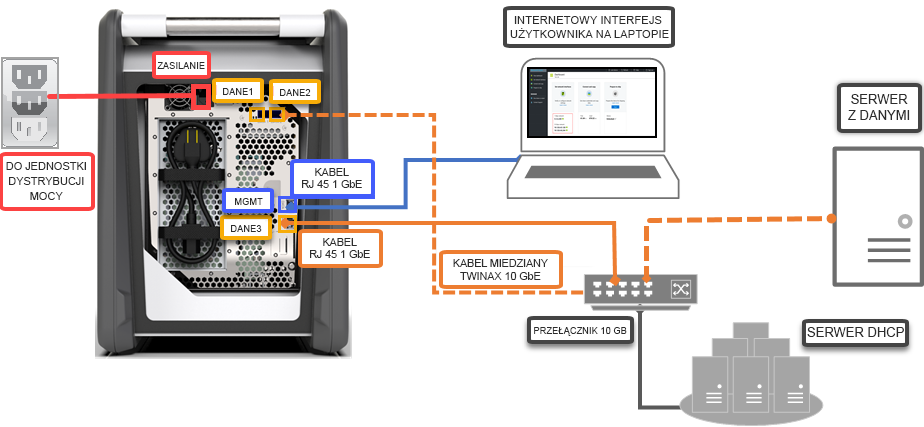 INTERNETOWY INTERFEJS
UŻYTKOWNIKA NA LAPTOPIE
ZASILANIE
DANE1
DANE2
SERWER
Z DANYMI
DO JEDNOSTKI
DYSTRYBUCJI
MOCY
KABEL
RJ 45 1 GbE
MGMT
DANE3
KABEL
RJ 45 1 GbE
KABEL MIEDZIANY
TWINAX 10 GbE
PRZEŁĄCZNIK 10 GB
SERWER DHCP